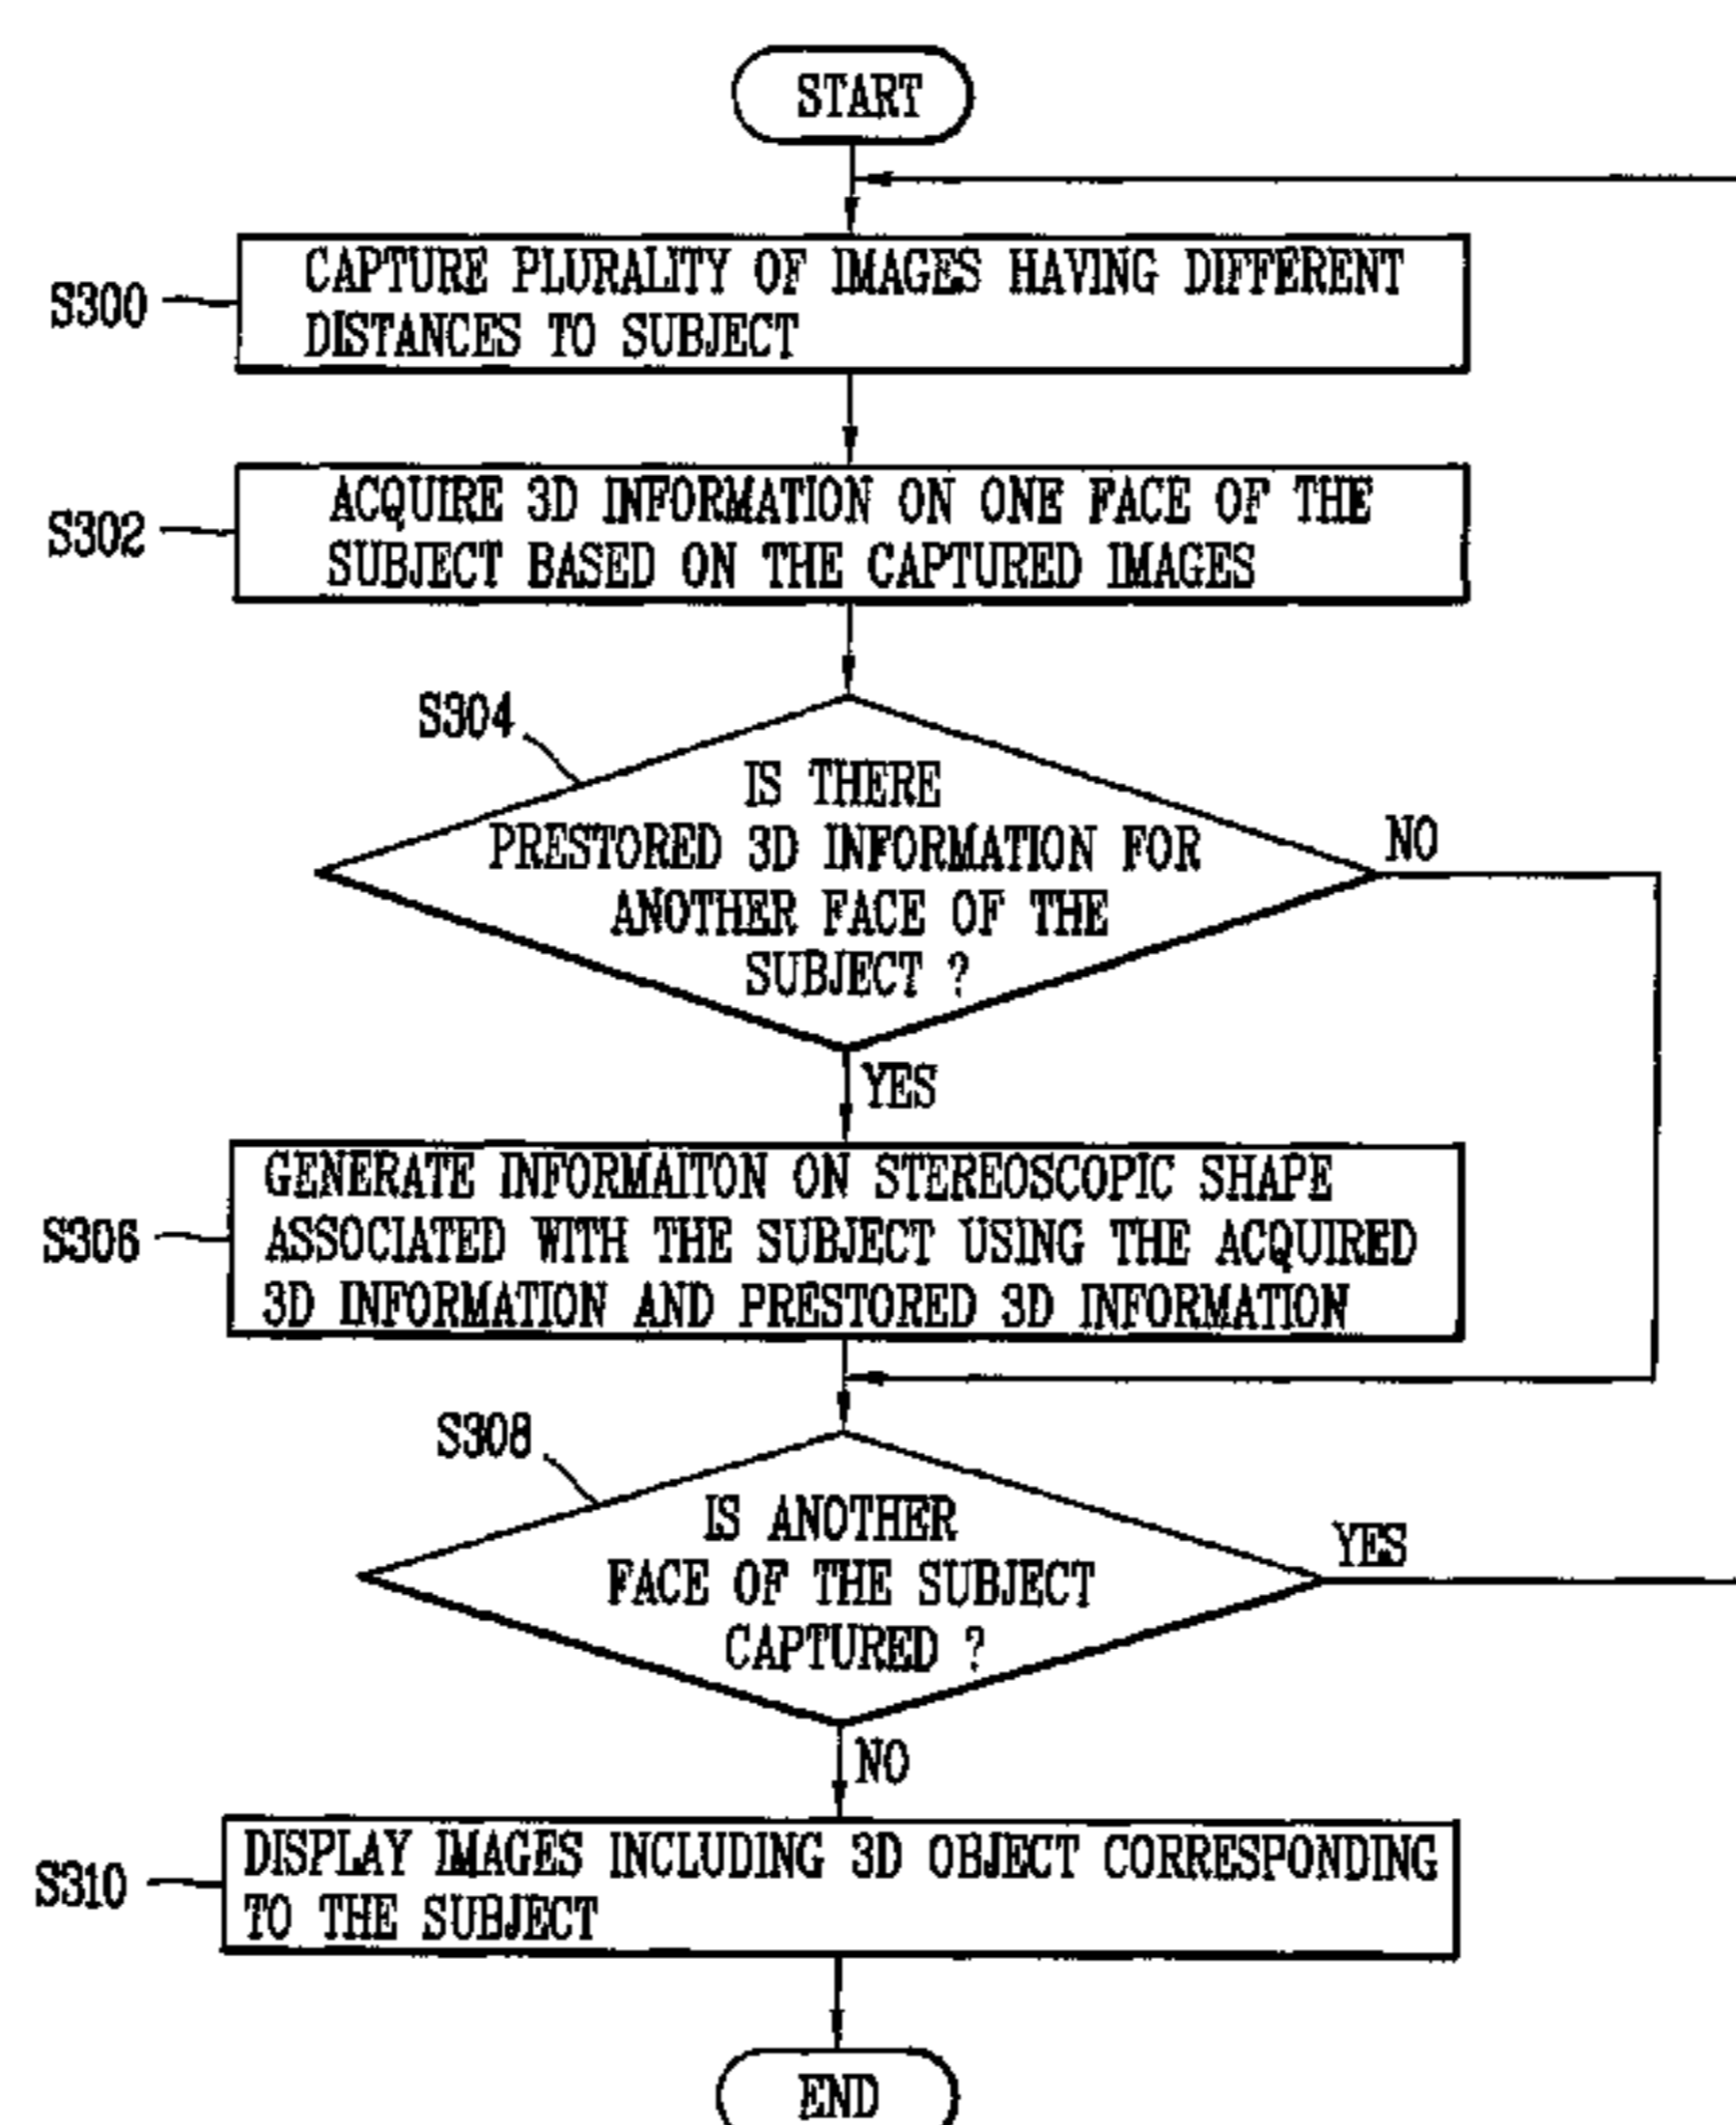 START
S300
CAPTURE PLURALITY OF IMAGES HAVING DIFFERENT
DISTANCES TO SUBJECT
S302
ACQUIRE 3D INFORMATION ON ONE FACE OF THE
SUBJECT BASED ON THE CAPTURED IMAGES
S304
IS THERE
PRESTORED 3D INFORMATION FOR
ANOTHER FACE OF THE
SUBJECT ?
NO
YES
S306
GENERATE INFORMAITON ON STEREOSCOPIC SHAPE
ASSOCIATED WITH THE SUBJECT USING THE ACQUIRED
3D INFORMATION AND PRESTORED 3D INFORMATION
S308
IS ANOTHER
FACE OF THE SUBJECT
CAPTURED ?
YES
NO
S310
DISPLAY IMAGES INCLUDING 3D OBJECT CORRESPONDING
TO THE SUBJECT
END